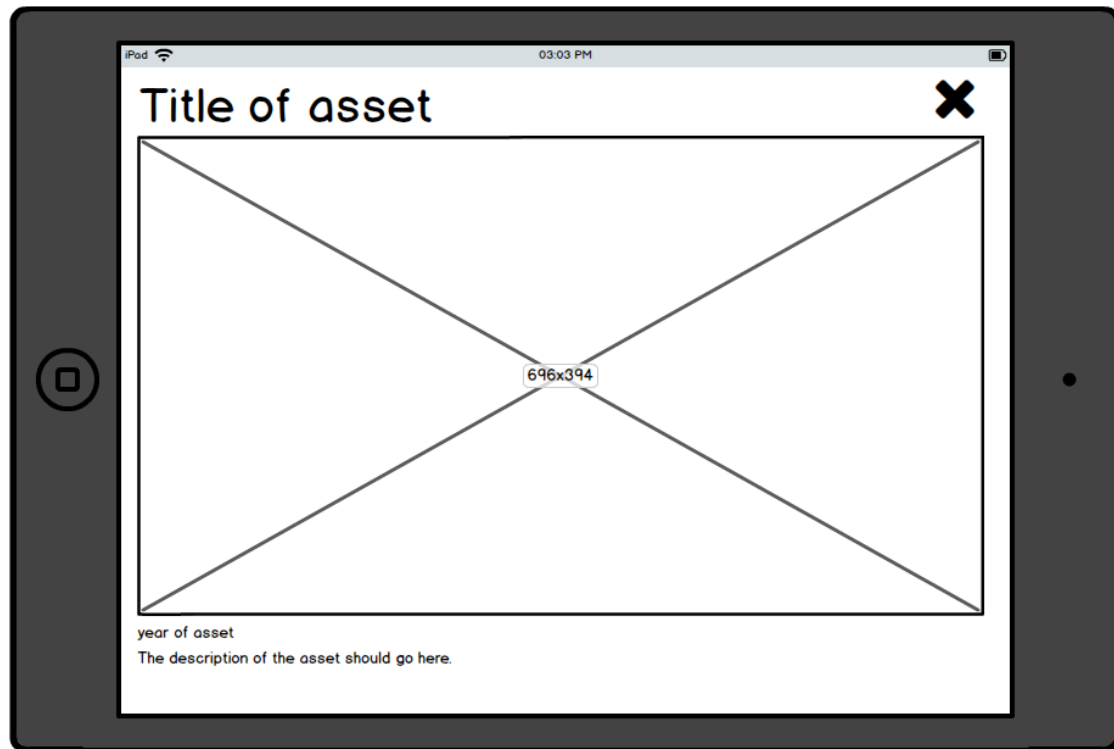 iPad 03:03 PM
Title of asset
696x394
year of asset
The description of the asset should go here.